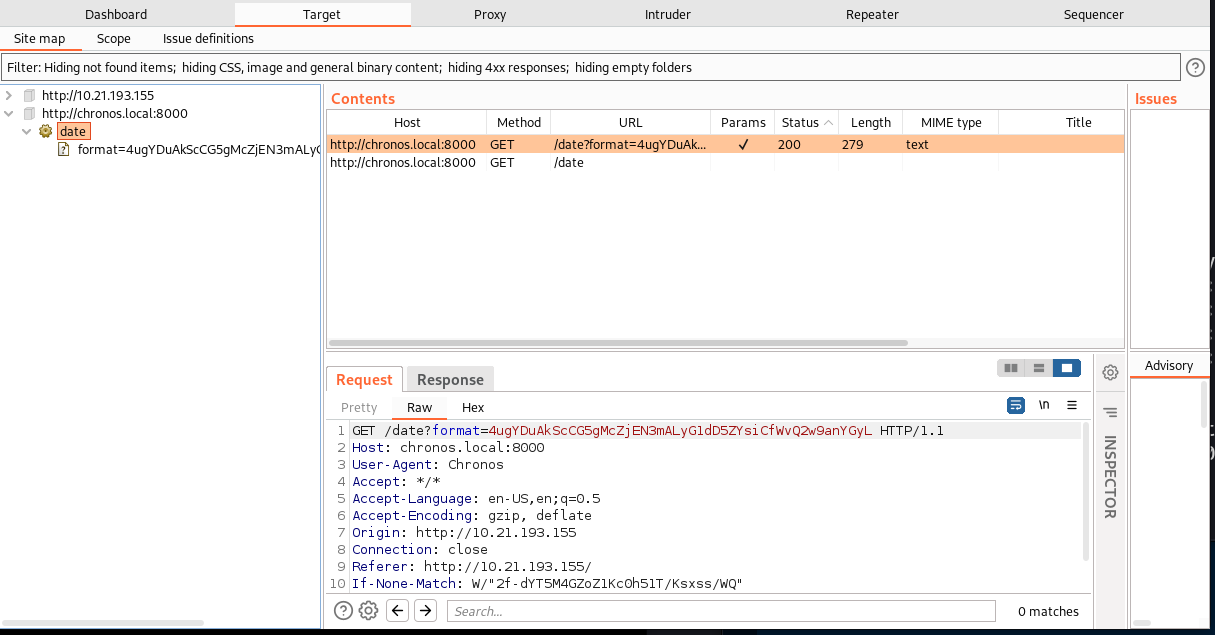 Dashboard Target Proxy Intruder Repeater Sequencer
Site map Scope Issue definitions
Filter: Hiding not found items; hiding CSS, image and general binary content; hiding 4xx responses; hiding empty folders
http://10.21.193.155
http://chronos.local:8000
date
format=4ugYDuAkScCG5gMcZjEN3mALyG
Contents
Host Method URL Params Status Length MIME type Title
http://chronos.local:8000 GET /date?format=4ugYDuAk... ✓ 200 279 text
http://chronos.local:8000 GET /date
Issues
Advisory
Request Response
Pretty Raw Hex
\n
1 GET /date?format=4ugYDuAkScCG5gMcZjEN3mALyG1dD5ZYsiCfWvQ2w9anYGyL HTTP/1.1
2 Host: chronos.local:8000
3 User-Agent: Chronos
4 Accept: */*
5 Accept-Language: en-US,en;q=0.5
6 Accept-Encoding: gzip, deflate
7 Origin: http://10.21.193.155
8 Connection: close
9 Referer: http://10.21.193.155/
10 If-None-Match: W/"2f-dYT5M4GZoZ1Kc0h51T/Ksxss/WQ"
INSPECTOR
Search...
0 matches